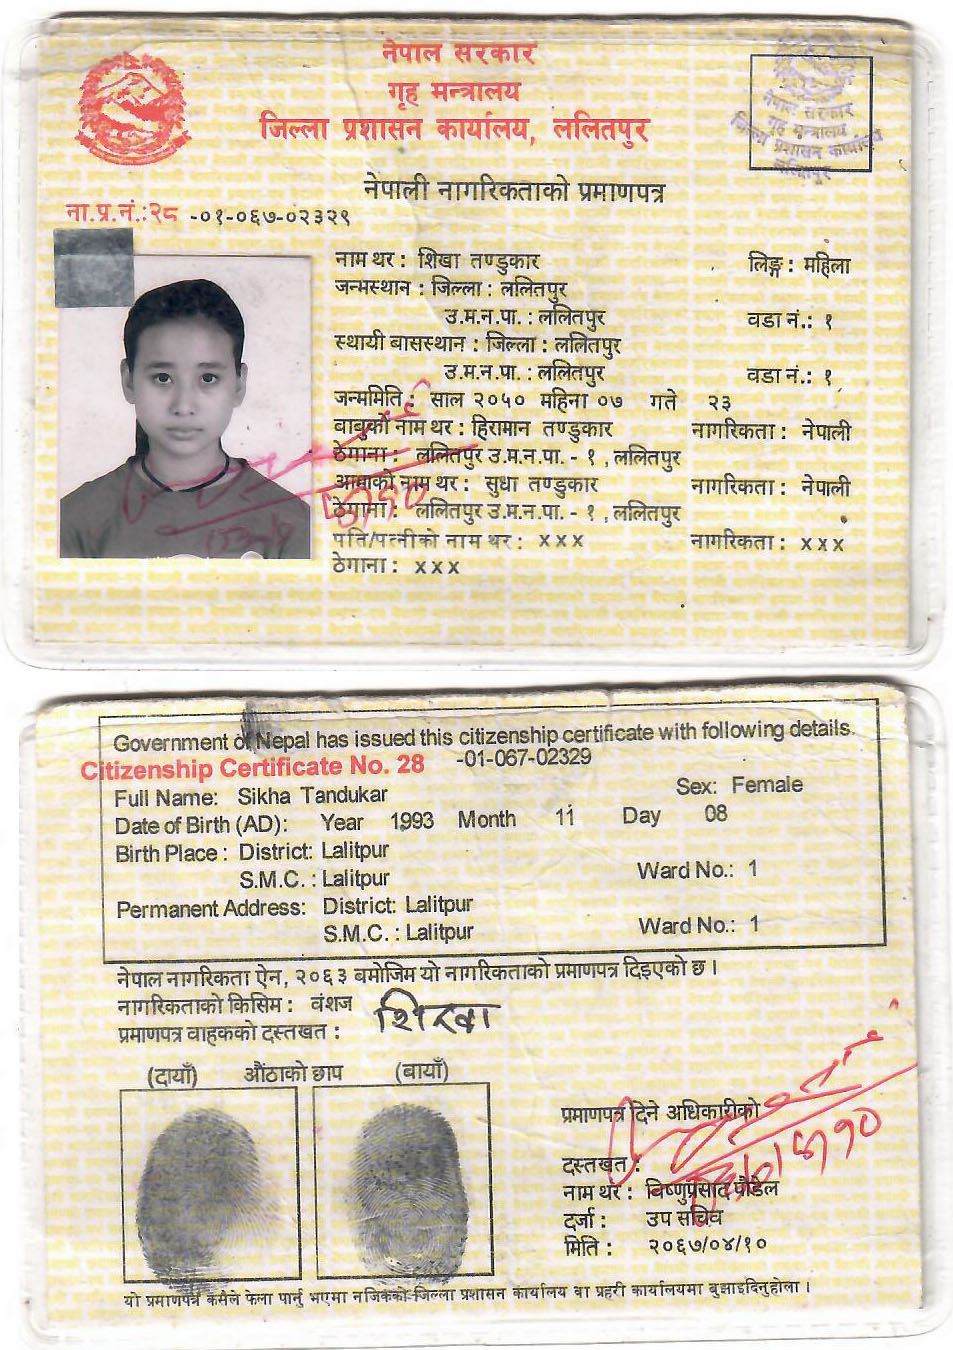 नेपाल सरकार
गृह मन्त्रालय
जिल्ला प्रशासन कार्यालय, ललितपुर
नेपाल सरकार
गृह मन्त्रालय
जिल्ला प्रशासन कार्यालय
ललितपुर
नेपाली नागरिकताको प्रमाणपत्र
ना.प्र.नं.:२८ -०१-०६७-०२३२९
नाम थर : शिखा तण्डुकार लिङ्ग : महिला
जन्मस्थान : जिल्ला : ललितपुर
उ.म.न.पा. : ललितपुर वडा नं.: १
स्थायी बासस्थान : जिल्ला : ललितपुर
उ.म.न.पा. : ललितपुर वडा नं.: १
जन्ममिति : साल २०५० महिना ०७ गते २३
बाबुको नाम थर : हिरामान तण्डुकार नागरिकता : नेपाली
ठेगाना : ललितपुर उ.म.न.पा. - १ , ललितपुर
आमाको नाम थर : सुधा तण्डुकार नागरिकता : नेपाली
ठेगाना : ललितपुर उ.म.न.पा. - १ , ललितपुर
पति/पत्नीको नाम थर : xxx नागरिकता : xxx
ठेगाना : xxx
Government of Nepal has issued this citizenship certificate with following details.
Citizenship Certificate No. 28 -01-067-02329
Full Name: Sikha Tandukar Sex: Female
Date of Birth (AD): Year 1993 Month 11 Day 08
Birth Place : District: Lalitpur
S.M.C. : Lalitpur Ward No.: 1
Permanent Address: District: Lalitpur
S.M.C. : Lalitpur Ward No.: 1
नेपाल नागरिकता ऐन, २०६३ बमोजिम यो नागरिकताको प्रमाणपत्र दिइएको छ ।
नागरिकताको किसिम : वंशज
प्रमाणपत्र वाहकको दस्तखत : शिखा
(दायाँ) औंठाको छाप (बायाँ)
प्रमाणपत्र दिने अधिकारीको
दस्तखत :
नाम थर : विष्णुप्रसाद पौडेल
दर्जा : उप सचिव
मिति : २०६७/०४/१०
यो प्रमाणपत्र कसैले फेला पार्नु भएमा नजिकको जिल्ला प्रशासन कार्यालय वा प्रहरी कार्यालयमा बुझाइदिनुहोला ।